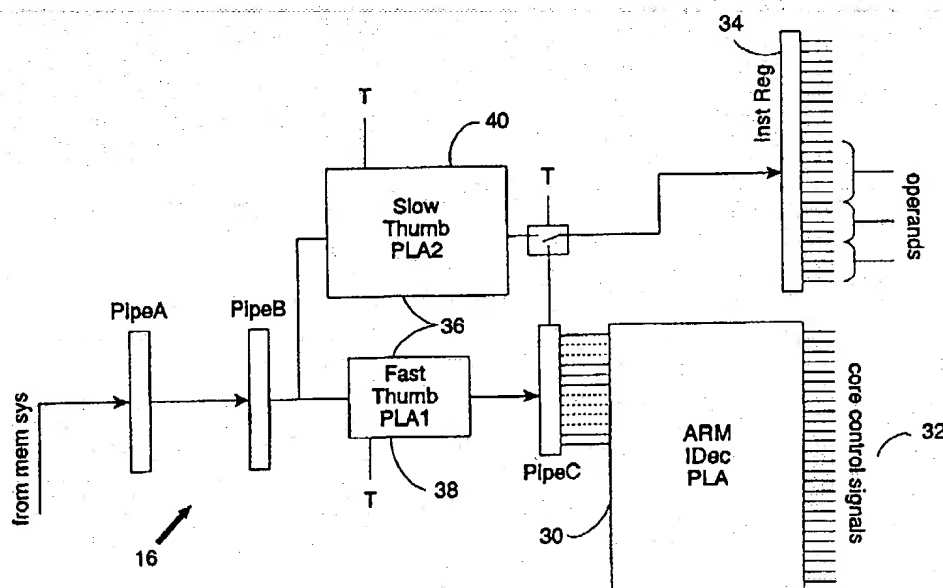 34
Inst Reg
T
40
T
operands
Slow
Thumb
PLA2
PipeA
PipeB
36
Fast
Thumb
PLA1
from mem sys
PipeC
ARM
IDec
PLA
core control signals
32
T
38
30
16